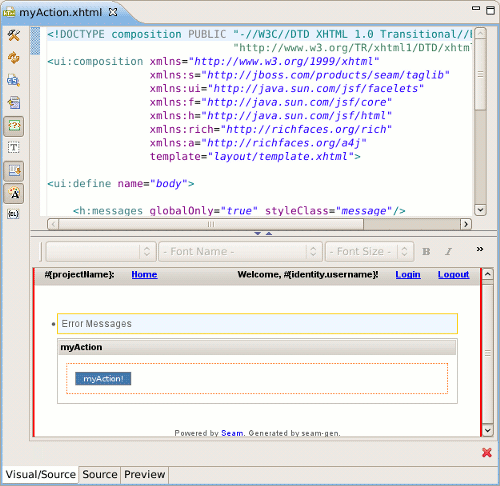 myAction.xhtml
<!DOCTYPE composition PUBLIC "-//W3C//DTD XHTML 1.0 Transitional//
"http://www.w3.org/TR/xhtml1/DTD/xhtml
<ui:composition xmlns="http://www.w3.org/1999/xhtml"
xmlns:s="http://jboss.com/products/seam/taglib"
xmlns:ui="http://java.sun.com/jsf/facelets"
xmlns:f="http://java.sun.com/jsf/core"
xmlns:h="http://java.sun.com/jsf/html"
xmlns:rich="http://richfaces.org/rich"
xmlns:a="http://richfaces.org/a4j"
template="layout/template.xhtml">
<ui:define name="body">
<h:messages globalOnly="true" styleClass="message"/>
- Font Name - - Font Size - B I »
#{projectName}: Home Welcome, #{identity.username}! Login Logout
Error Messages
myAction
myAction!
Powered by Seam. Generated by seam-gen.
Visual/Source Source Preview